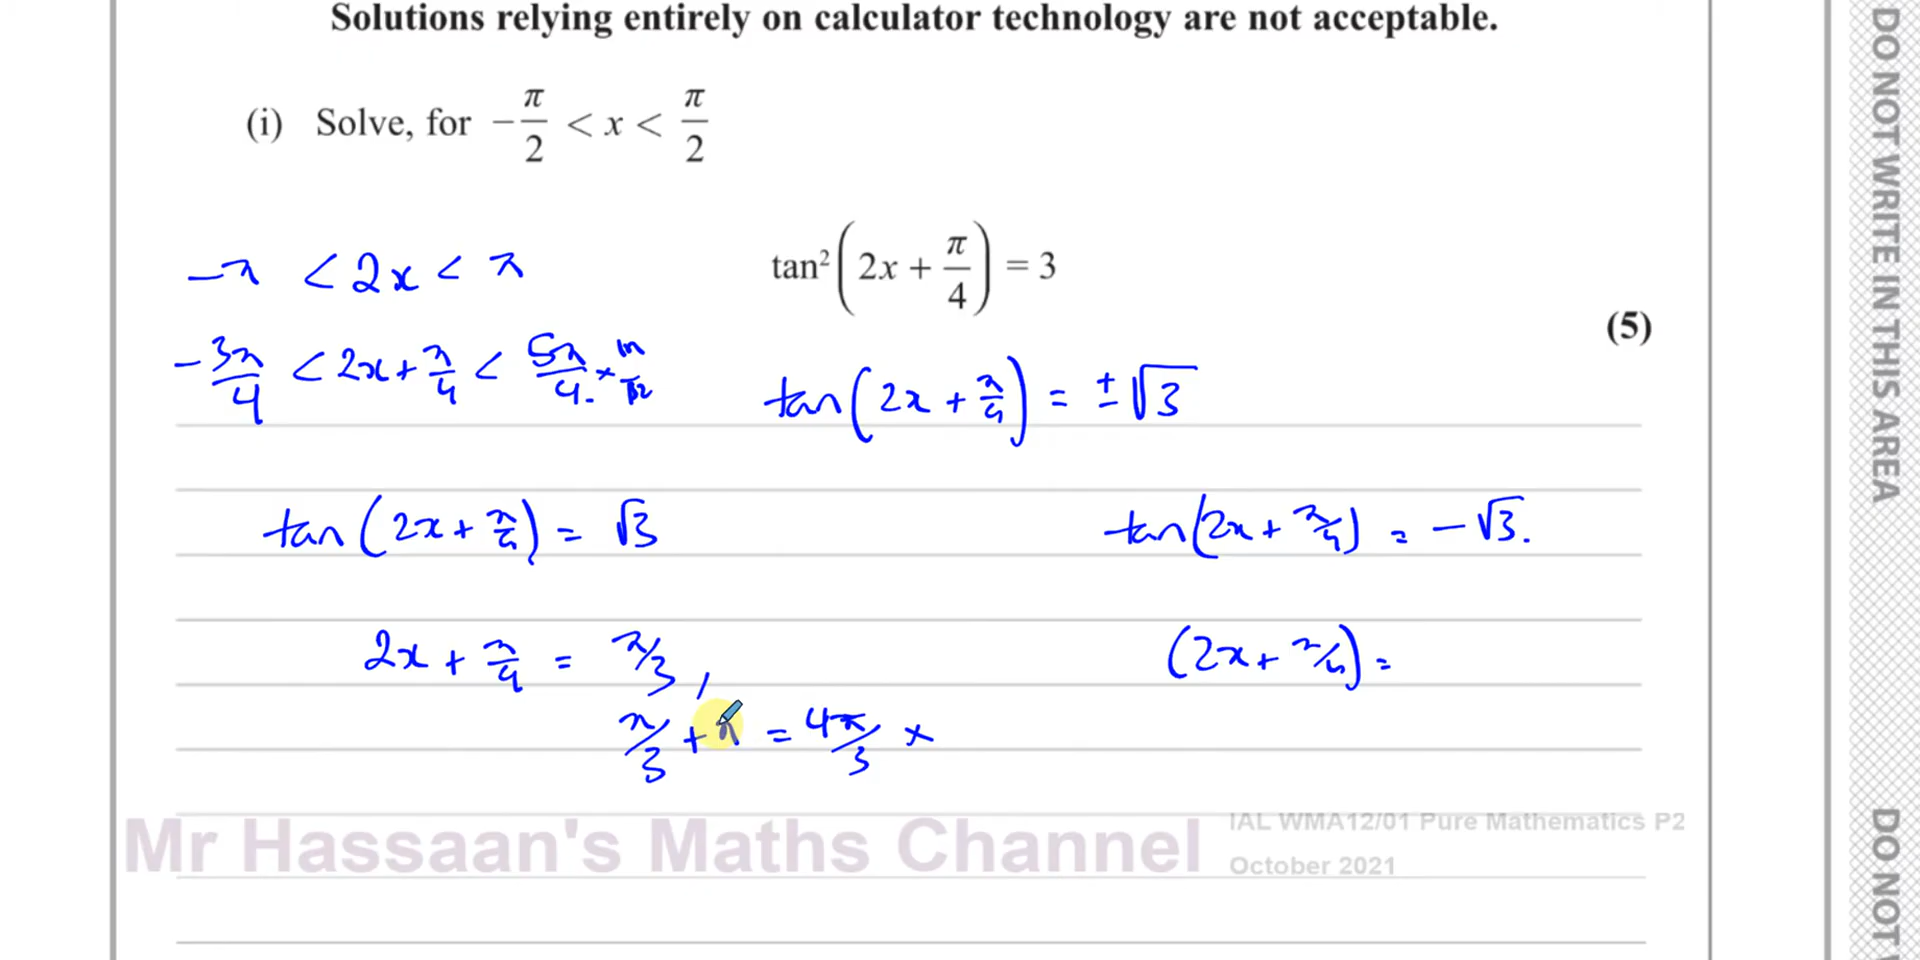 Solutions relying entirely on calculator technology are not acceptable.
(i) Solve, for −π/2 < x < π/2
tan²(2x + π/4) = 3
(5)
−π < 2x < π
−3π/4 < 2x + π/4 < 5π/4
tan(2x + π/4) = ±√3
tan(2x + π/4) = √3
tan(2x + π/4) = −√3.
2x + π/4 = π/3,
(2x + π/4) =
π/3 + π = 4π/3 ×
Mr Hassaan's Maths Channel
IAL WMA12/01 Pure Mathematics P2
October 2021
DO NOT WRITE IN THIS AREA
DO NOT